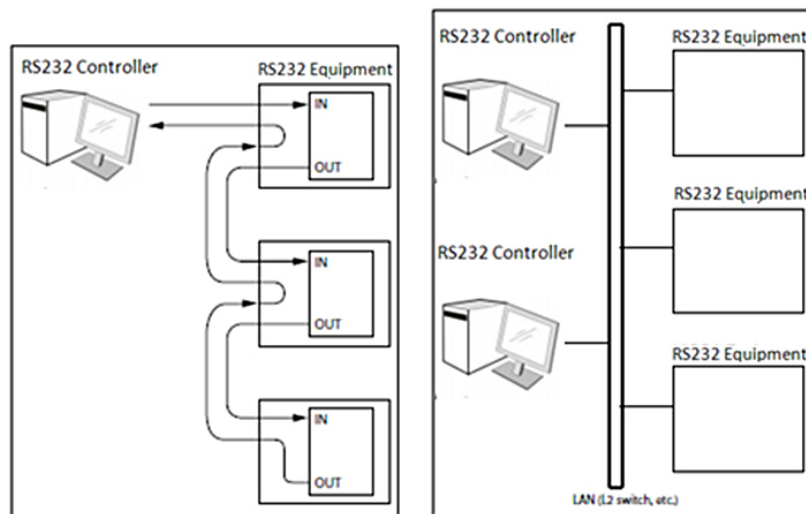 RS232 Controller
RS232 Equipment
IN
OUT
IN
OUT
IN
OUT
RS232 Controller
RS232 Equipment
RS232 Equipment
RS232 Controller
RS232 Equipment
LAN (L2 switch, etc.)